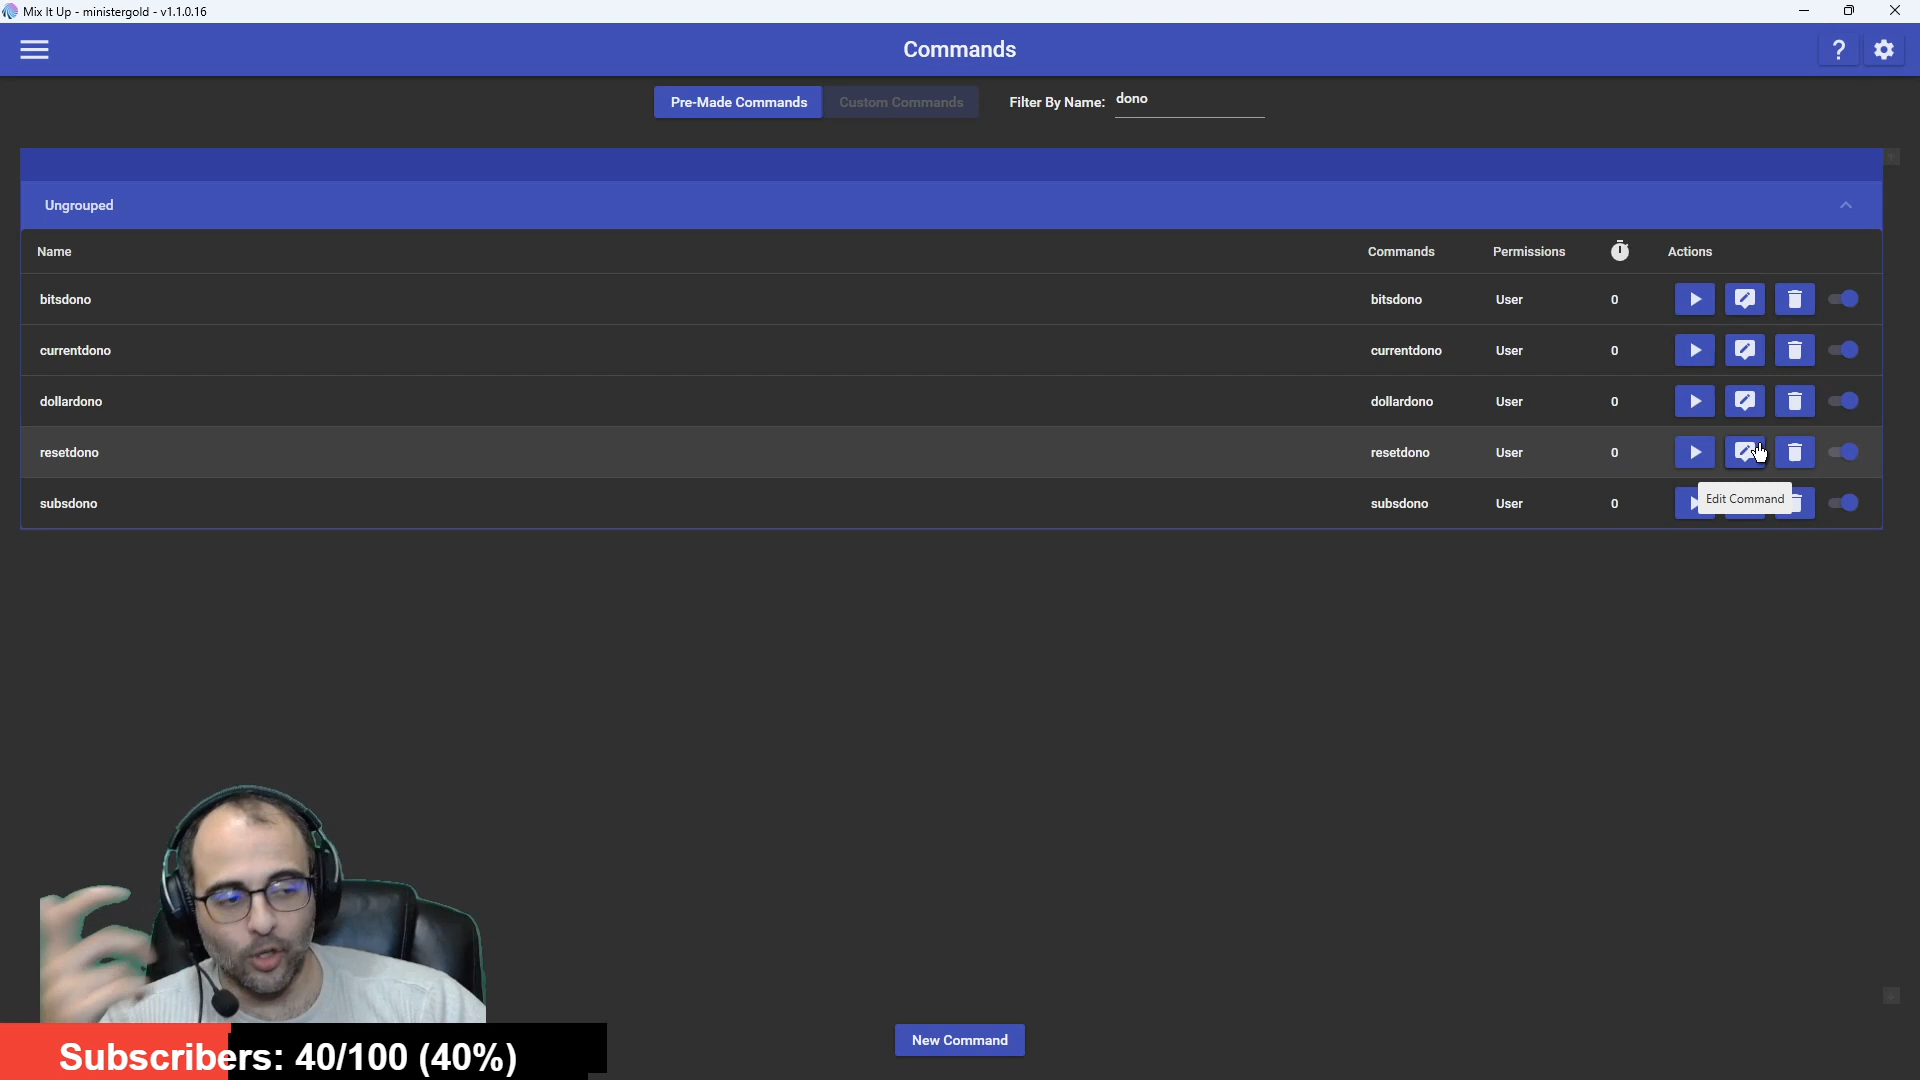 Mix It Up - ministergold - v1.1.0.16
Commands
?
Pre-Made Commands
Custom Commands
Filter By Name: dono
Ungrouped
Name Commands Permissions Actions
bitsdono bitsdono User 0
currentdono currentdono User 0
dollardono dollardono User 0
resetdono resetdono User 0
subsdono subsdono User 0
Edit Command
New Command
Subscribers: 40/100 (40%)